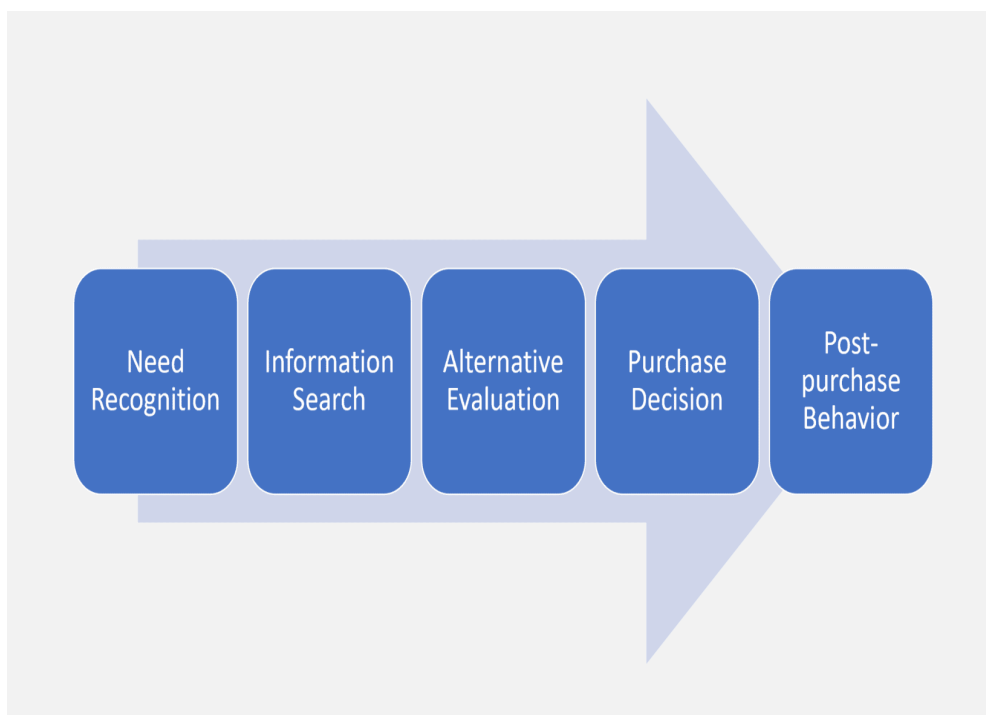 Need
Recognition
Information
Search
Alternative
Evaluation
Purchase
Decision
Post-
purchase
Behavior